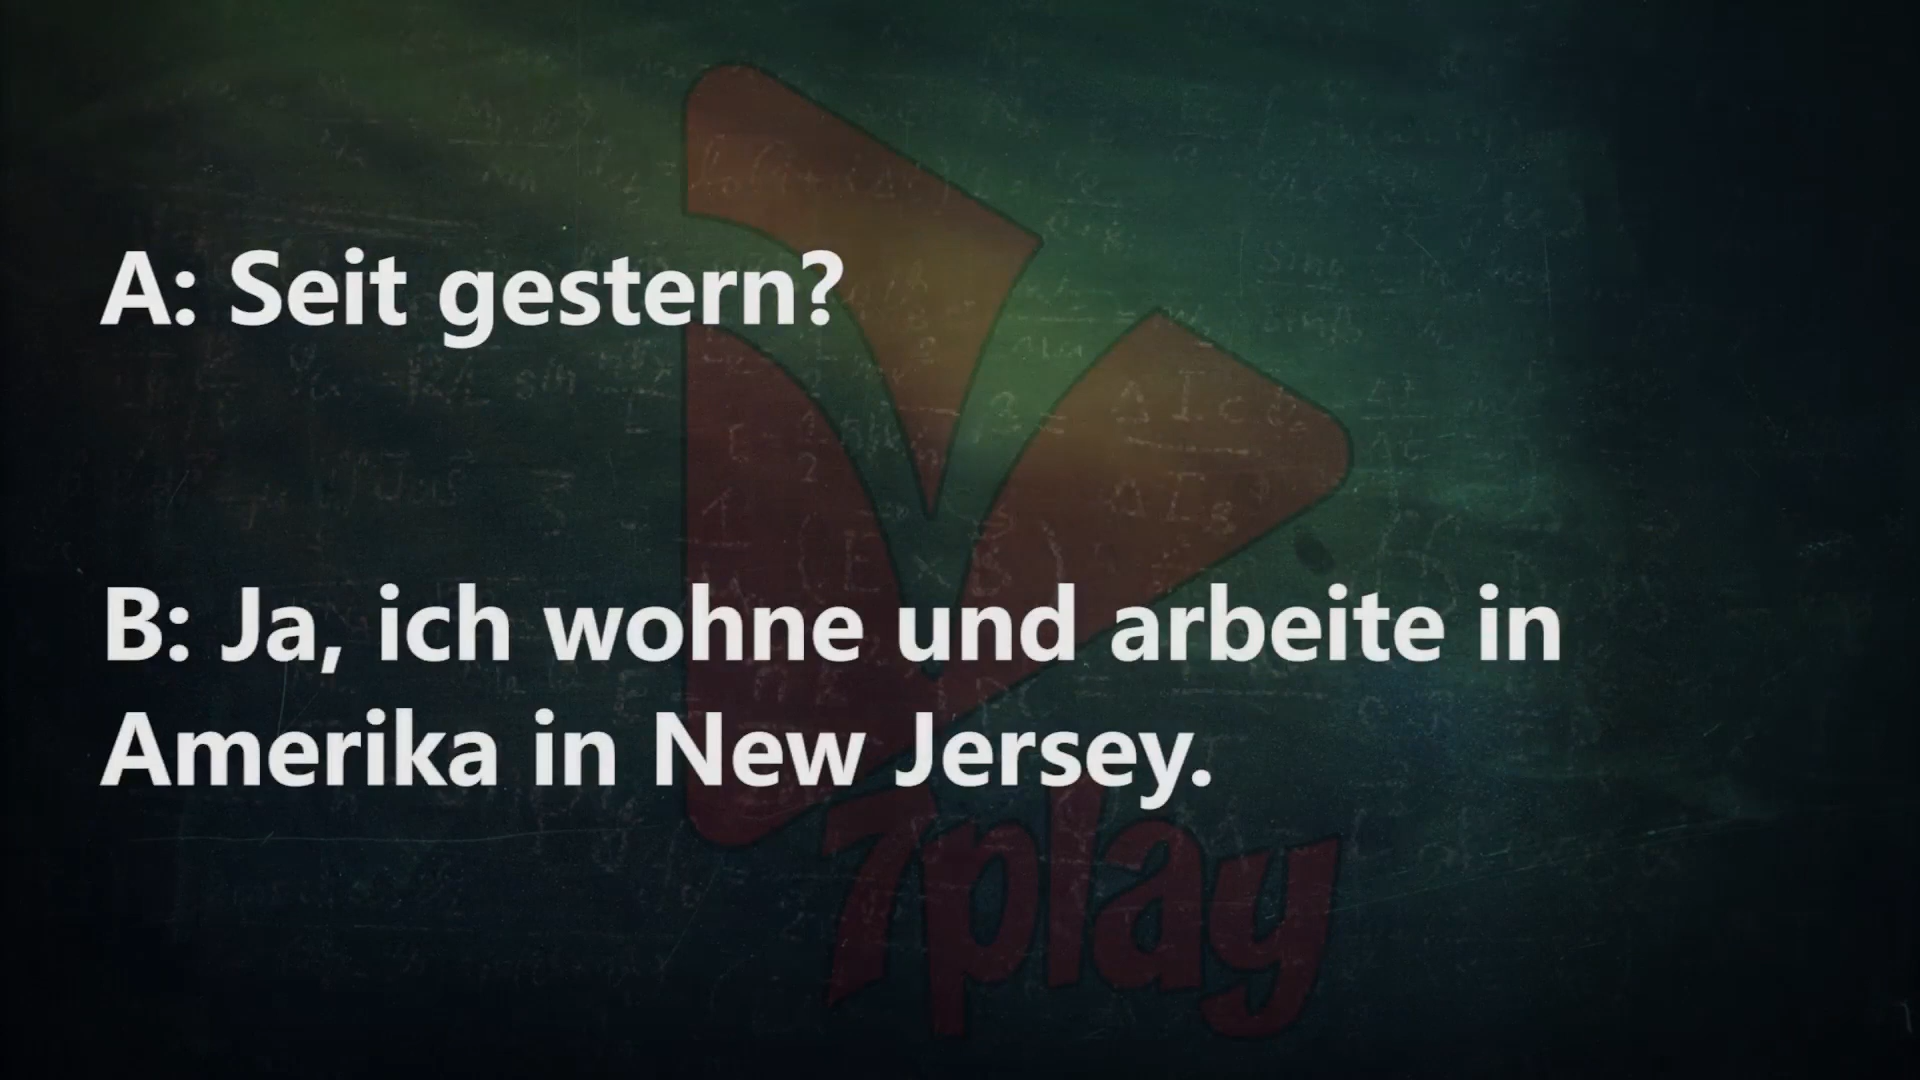 A: Seit gestern?
B: Ja, ich wohne und arbeite in
Amerika in New Jersey.
7play